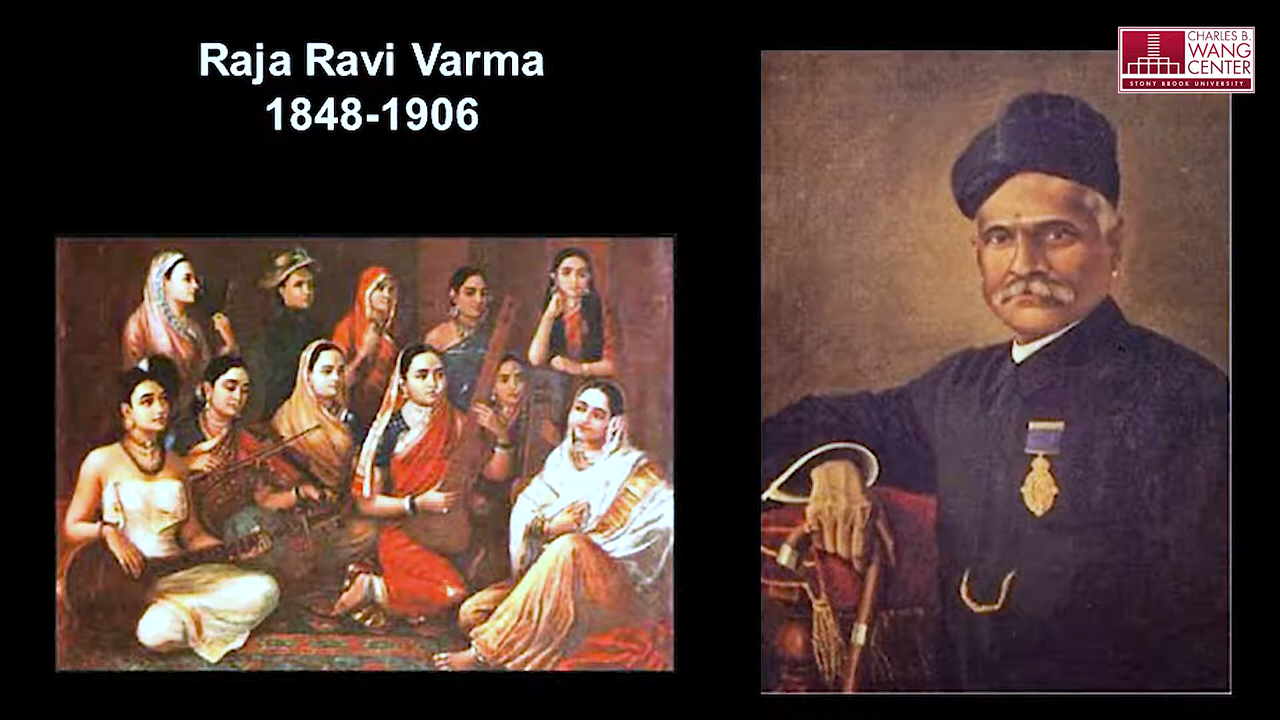 Raja Ravi Varma
1848-1906
CHARLES B.
WANG
CENTER
STONY BROOK UNIVERSITY